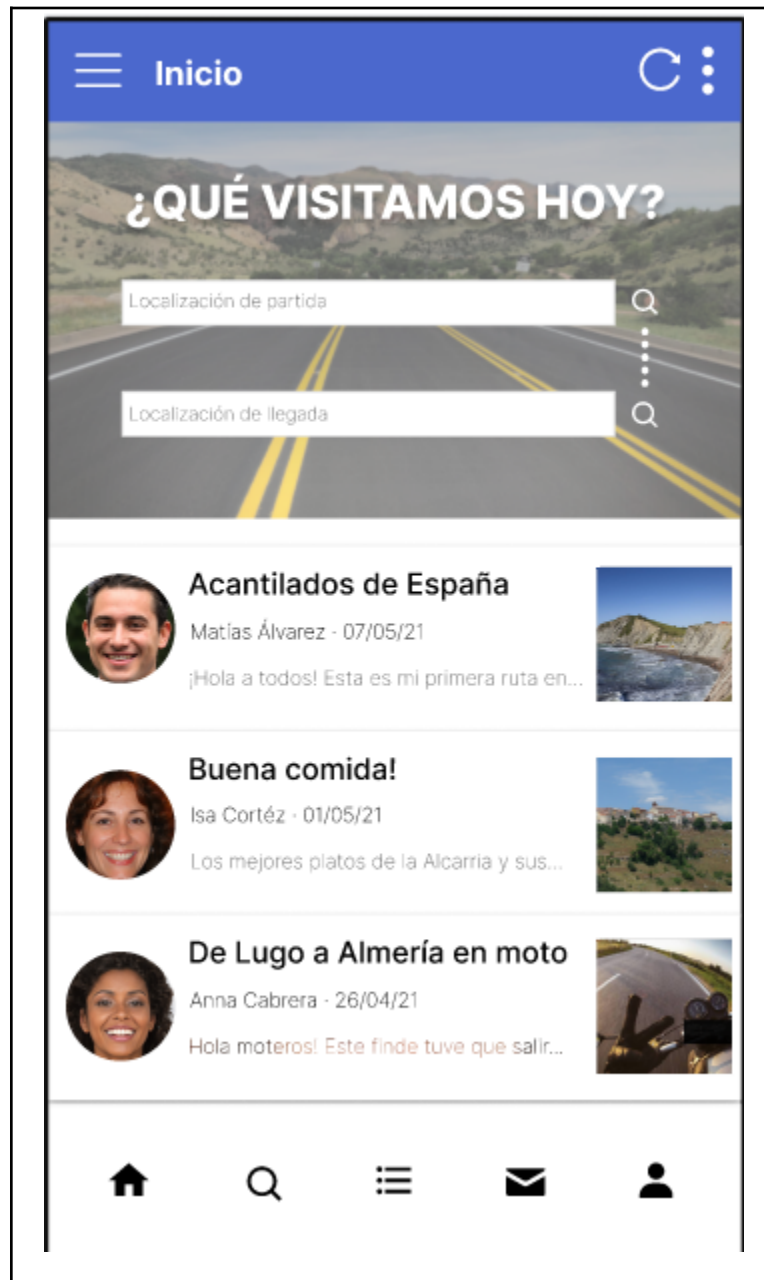 Inicio
¿QUÉ VISITAMOS HOY?
Localización de partida
Localización de llegada
Acantilados de España
Matías Álvarez · 07/05/21
¡Hola a todos! Esta es mi primera ruta en...
Buena comida!
Isa Cortéz · 01/05/21
Los mejores platos de la Alcarria y sus...
De Lugo a Almería en moto
Anna Cabrera · 26/04/21
Hola moteros! Este finde tuve que salir...